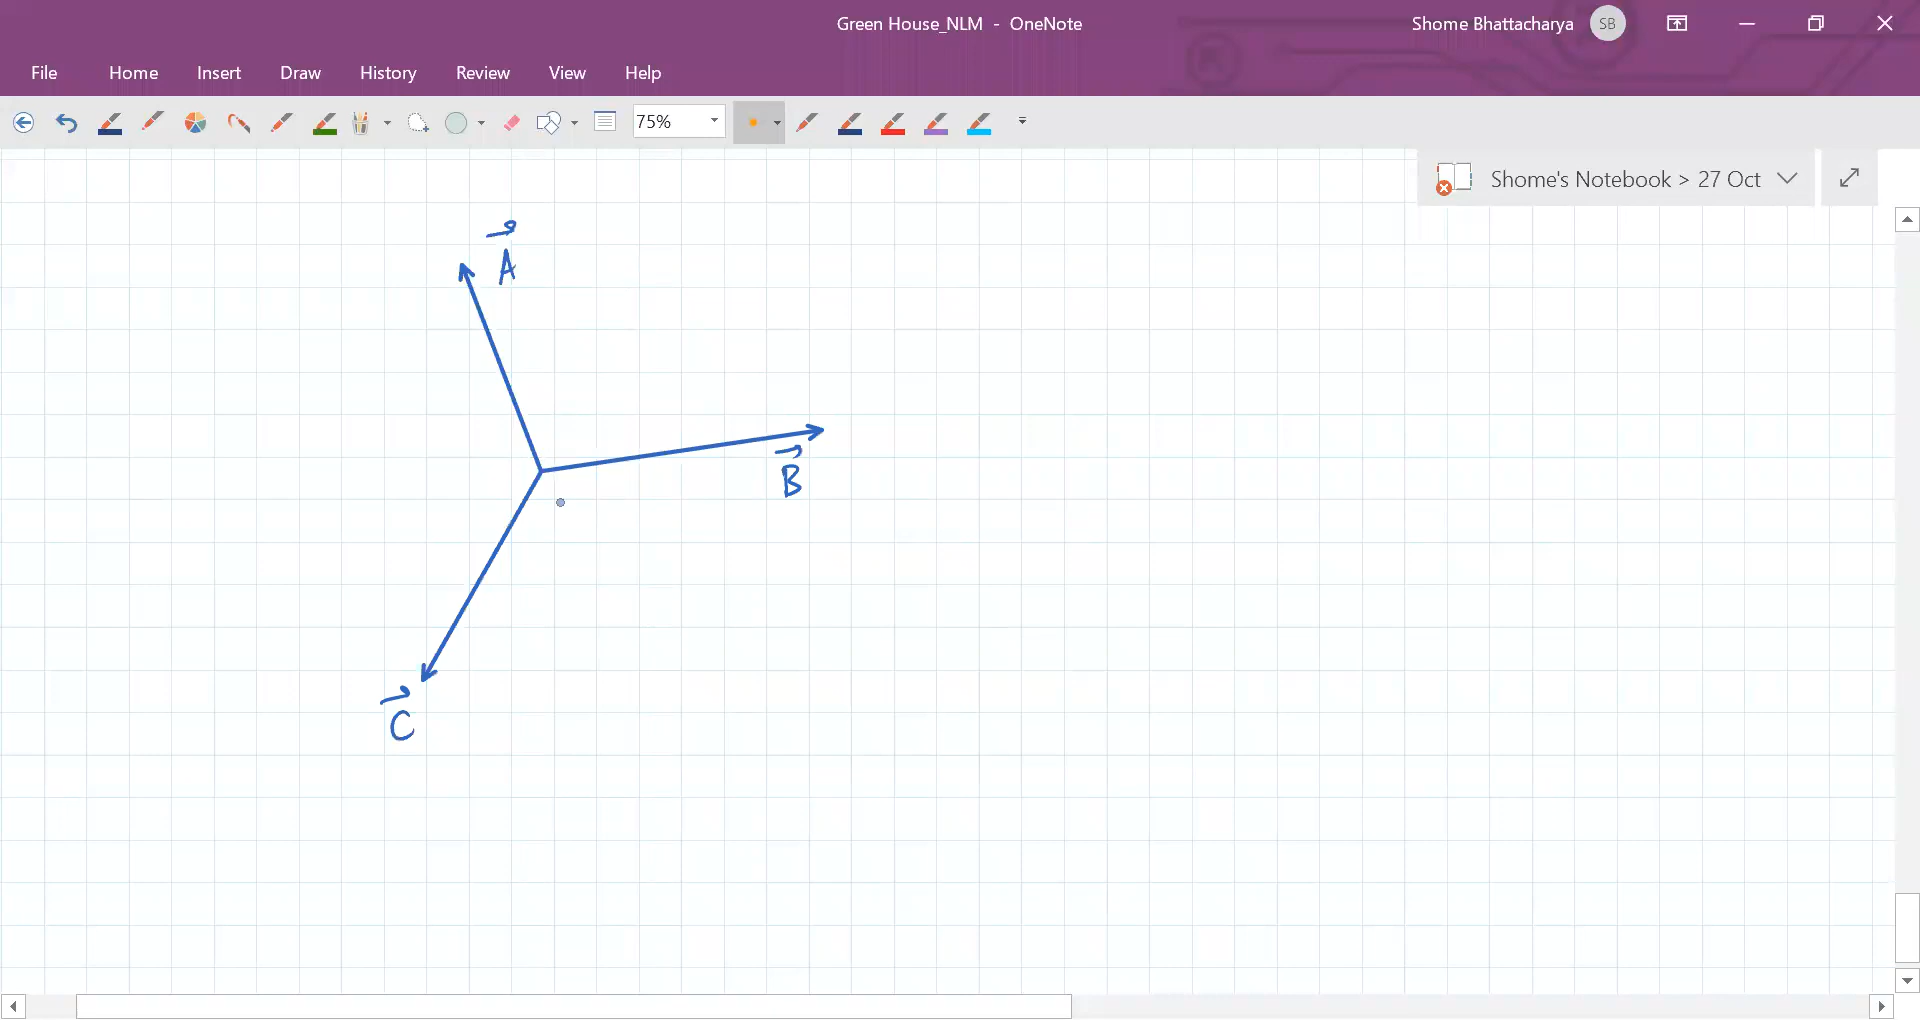 Green House_NLM - OneNote
Shome Bhattacharya SB
File Home Insert Draw History Review View Help
75%
Shome's Notebook > 27 Oct
A
B
C